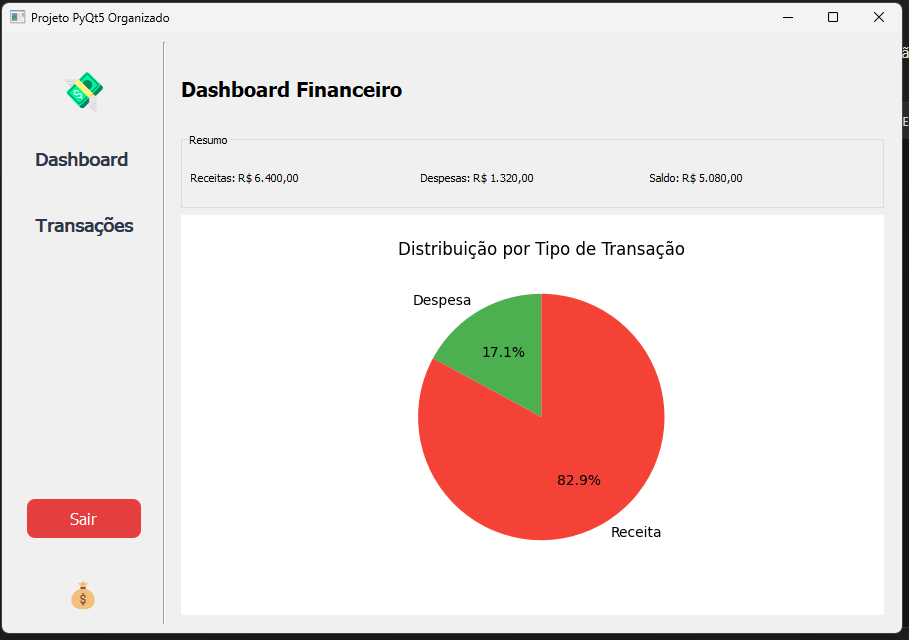 Projeto PyQt5 Organizado
Dashboard
Transações
Sair
Dashboard Financeiro
Resumo
Receitas: R$ 6.400,00
Despesas: R$ 1.320,00
Saldo: R$ 5.080,00
Distribuição por Tipo de Transação
Despesa
17.1%
82.9%
Receita